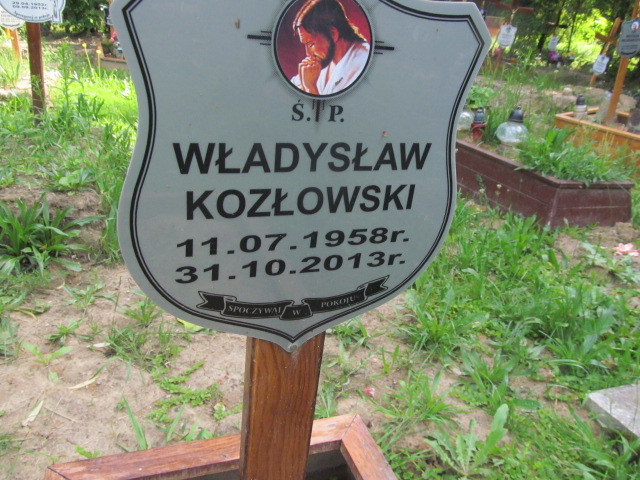 Ś.†P.
WŁADYSŁAW
KOZŁOWSKI
11.07.1958r.
31.10.2013r.
SPOCZYWAJ W POKOJU